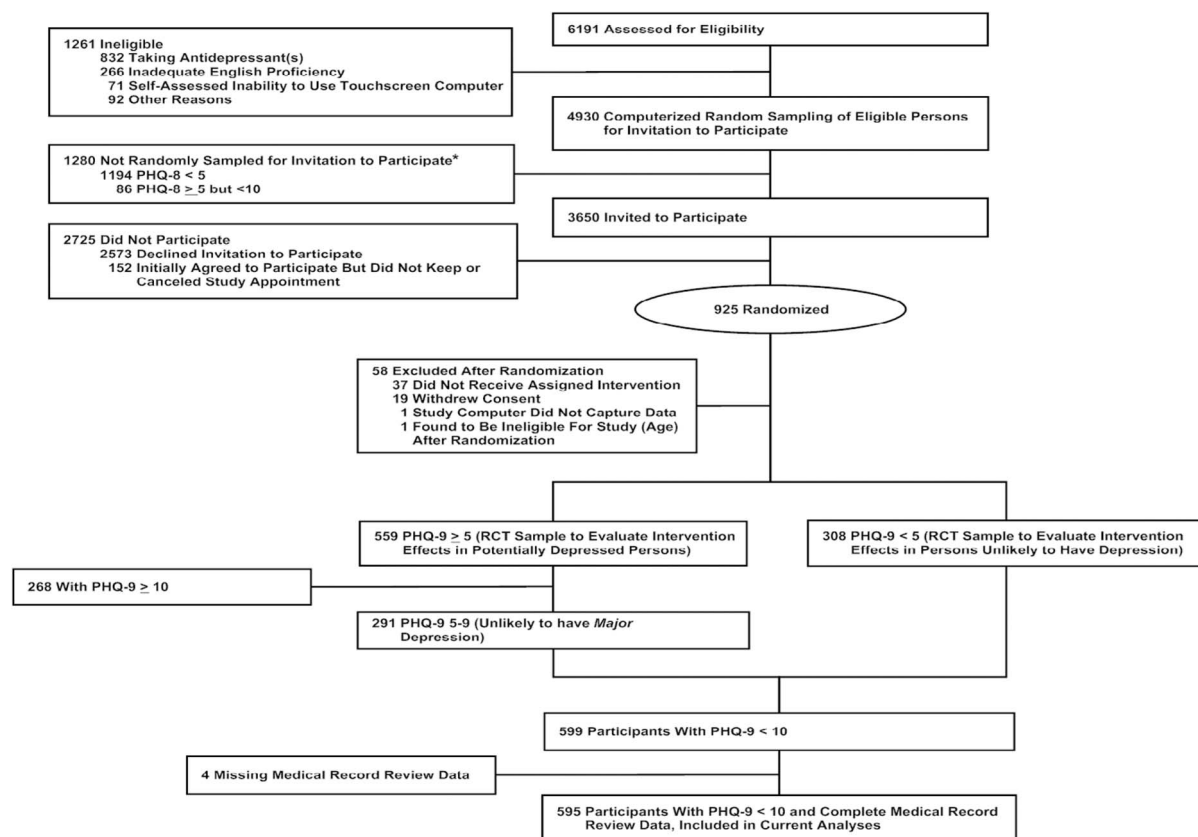 6191 Assessed for Eligibility
1261 Ineligible
832 Taking Antidepressant(s)
266 Inadequate English Proficiency
71 Self-Assessed Inability to Use Touchscreen Computer
92 Other Reasons
4930 Computerized Random Sampling of Eligible Persons
for Invitation to Participate
1280 Not Randomly Sampled for Invitation to Participate*
1194 PHQ-8 < 5
86 PHQ-8 ≥ 5 but <10
3650 Invited to Participate
2725 Did Not Participate
2573 Declined Invitation to Participate
152 Initially Agreed to Participate But Did Not Keep or
Canceled Study Appointment
925 Randomized
58 Excluded After Randomization
37 Did Not Receive Assigned Intervention
19 Withdrew Consent
1 Study Computer Did Not Capture Data
1 Found to Be Ineligible For Study (Age)
After Randomization
559 PHQ-9 ≥ 5 (RCT Sample to Evaluate Intervention
Effects in Potentially Depressed Persons)
308 PHQ-9 < 5 (RCT Sample to Evaluate Intervention
Effects in Persons Unlikely to Have Depression)
268 With PHQ-9 ≥ 10
291 PHQ-9 5-9 (Unlikely to have Major
Depression)
599 Participants With PHQ-9 < 10
4 Missing Medical Record Review Data
595 Participants With PHQ-9 < 10 and Complete Medical Record
Review Data, Included in Current Analyses